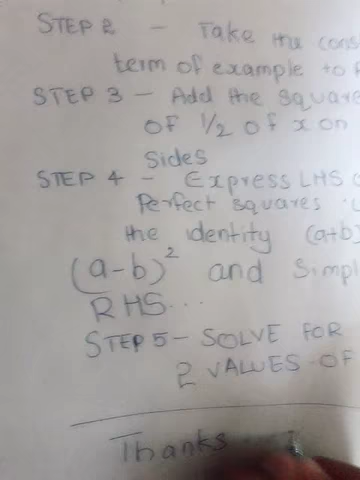 STEP 2 - Take the
term of example to
STEP 3 - Add the square
OF 1/2 OF x on
Sides
STEP 4 - Express LHS
Perfect squares
the identity (a+b)
(a-b)² and
RHS...
STEP 5 - SOLVE FOR
2 VALUES OF
Thanks